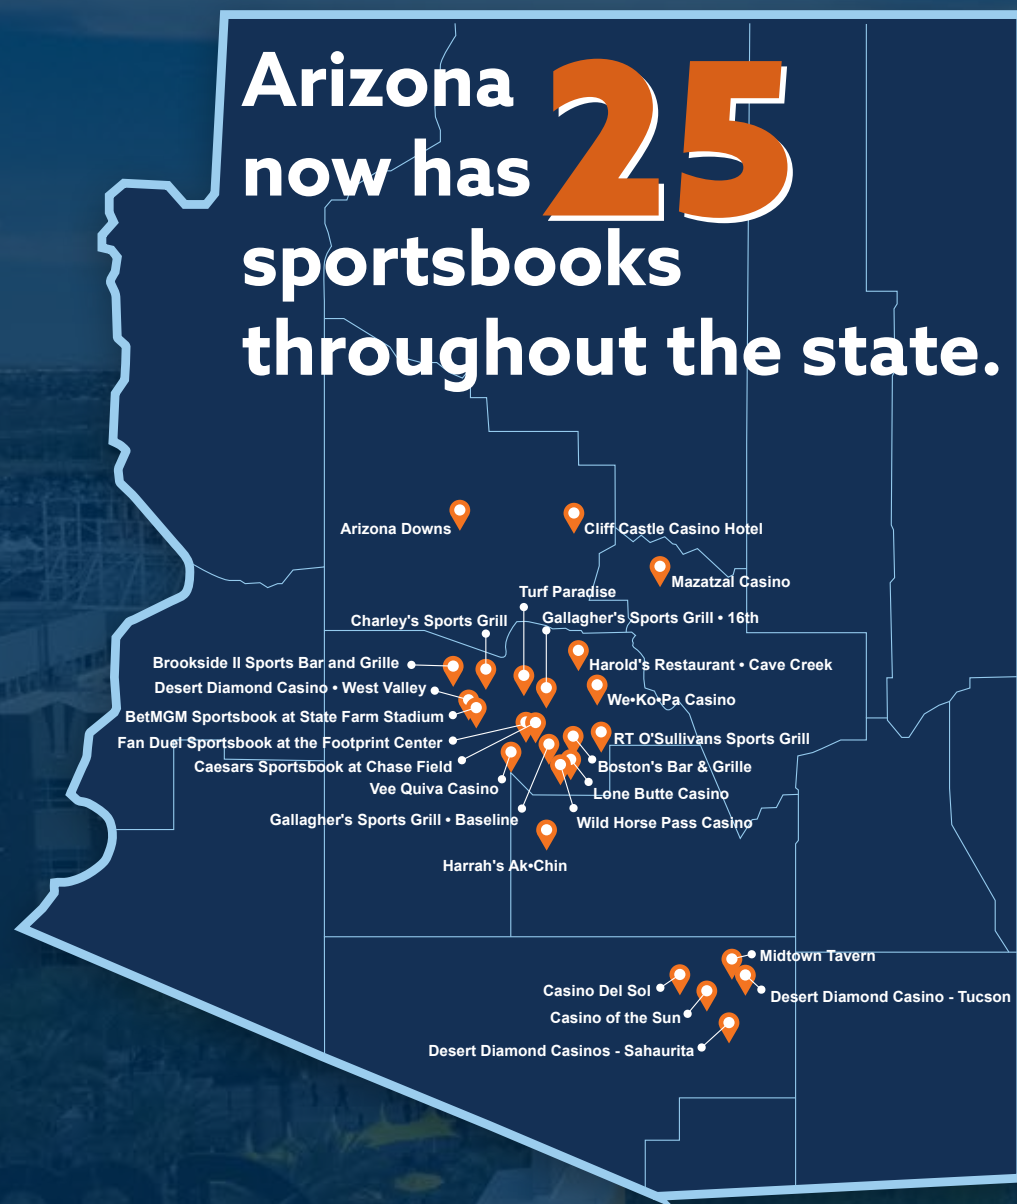 Arizona
now has 25
sportsbooks
throughout the state.
Arizona Downs
Cliff Castle Casino Hotel
Mazatzal Casino
Turf Paradise
Charley's Sports Grill
Gallagher's Sports Grill • 16th
Brookside II Sports Bar and Grille
Harold's Restaurant • Cave Creek
Desert Diamond Casino • West Valley
We•Ko•Pa Casino
BetMGM Sportsbook at State Farm Stadium
Fan Duel Sportsbook at the Footprint Center
RT O'Sullivans Sports Grill
Caesars Sportsbook at Chase Field
Boston's Bar & Grille
Vee Quiva Casino
Lone Butte Casino
Gallagher's Sports Grill • Baseline
Wild Horse Pass Casino
Harrah's Ak•Chin
Midtown Tavern
Casino Del Sol
Desert Diamond Casino - Tucson
Casino of the Sun
Desert Diamond Casinos - Sahaurita